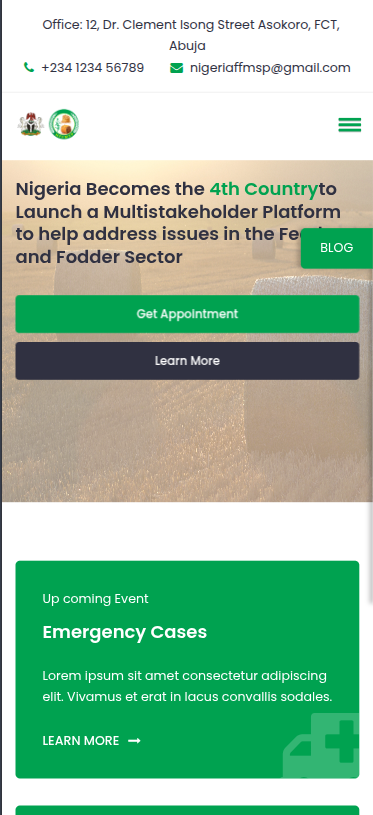 Office: 12, Dr. Clement Isong Street Asokoro, FCT,
Abuja
+234 1234 56789
nigeriaffmsp@gmail.com
Nigeria Becomes the 4th Countryto
Launch a Multistakeholder Platform
to help address issues in the
and Fodder Sector
BLOG
Get Appointment
Learn More
Up coming Event
Emergency Cases
Lorem ipsum sit amet consectetur adipiscing
elit. Vivamus et erat in lacus convallis sodales.
LEARN MORE